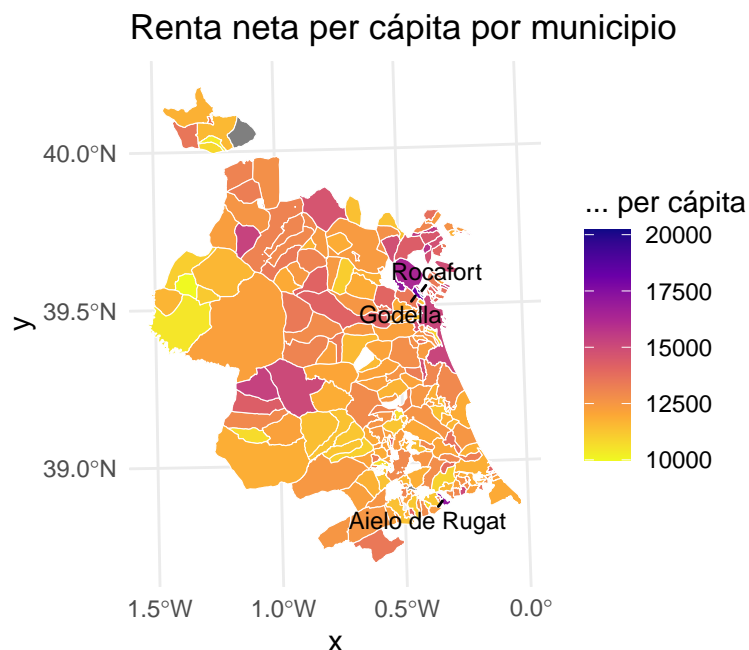 Renta neta per cápita por municipio
40.0°N
39.5°N
39.0°N
y
Rocafort
Godella
Aielo de Rugat
1.5°W
1.0°W
0.5°W
0.0°
x
... per cápita
20000
17500
15000
12500
10000